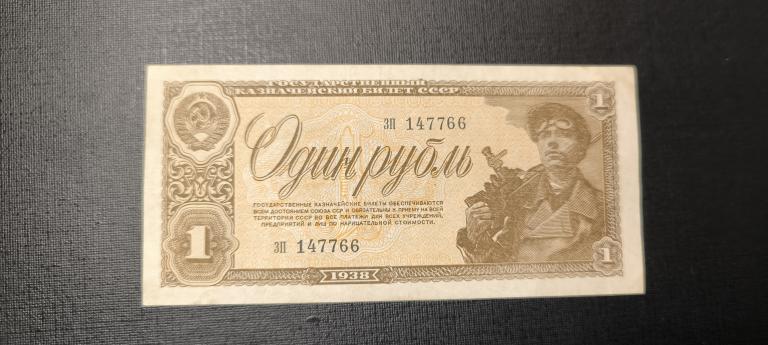 ГОСУДАРСТВЕННЫЙ
КАЗНАЧЕЙСКИЙ БИЛЕТ СССР
1
ЗП 147766
Один рубль
ГОСУДАРСТВЕННЫЕ КАЗНАЧЕЙСКИЕ БИЛЕТЫ ОБЕСПЕЧИВАЮТСЯ
ВСЕМ ДОСТОЯНИЕМ СОЮЗА ССР И ОБЯЗАТЕЛЬНЫ К ПРИЕМУ НА ВСЕЙ
ТЕРРИТОРИИ СССР ВО ВСЕ ПЛАТЕЖИ ДЛЯ ВСЕХ УЧРЕЖДЕНИЙ,
ПРЕДПРИЯТИЙ И ЛИЦ ПО НАРИЦАТЕЛЬНОЙ СТОИМОСТИ.
1
ЗП 147766
1
1938